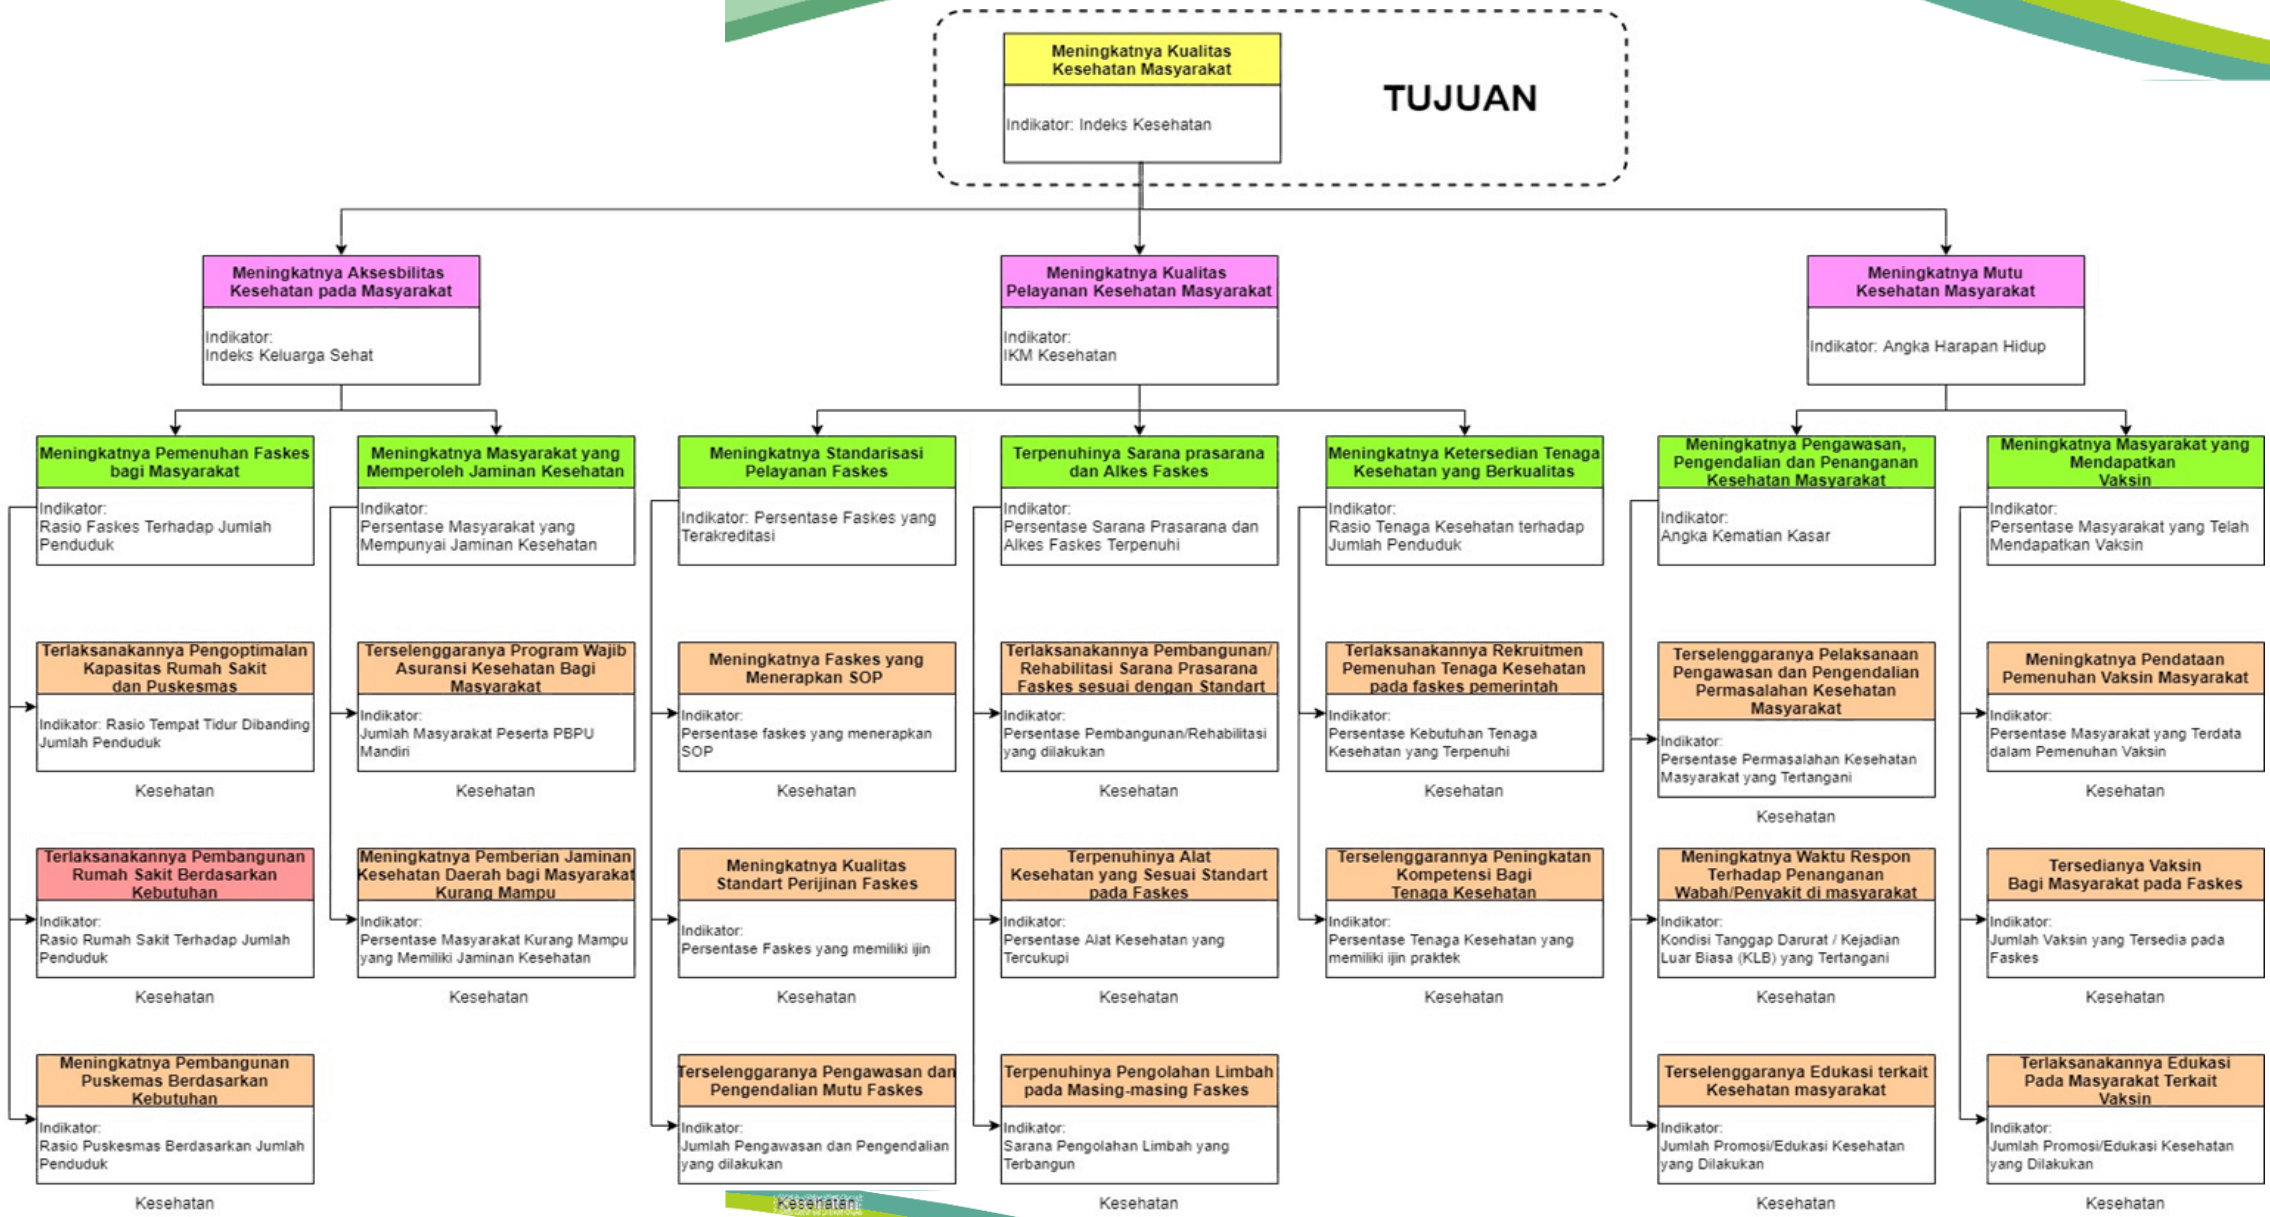 Meningkatnya Kualitas
Kesehatan Masyarakat
Indikator: Indeks Kesehatan
TUJUAN
Meningkatnya Aksesbilitas
Kesehatan pada Masyarakat
Indikator:
Indeks Keluarga Sehat
Meningkatnya Kualitas
Pelayanan Kesehatan Masyarakat
Indikator:
IKM Kesehatan
Meningkatnya Mutu
Kesehatan Masyarakat
Indikator: Angka Harapan Hidup
Meningkatnya Pemenuhan Faskes
bagi Masyarakat
Indikator:
Rasio Faskes Terhadap Jumlah
Penduduk
Meningkatnya Masyarakat yang
Memperoleh Jaminan Kesehatan
Indikator:
Persentase Masyarakat yang
Mempunyai Jaminan Kesehatan
Meningkatnya Standarisasi
Pelayanan Faskes
Indikator: Persentase Faskes yang
Terakreditasi
Terpenuhinya Sarana prasarana
dan Alkes Faskes
Indikator:
Persentase Sarana Prasarana dan
Alkes Faskes Terpenuhi
Meningkatnya Ketersedian Tenaga
Kesehatan yang Berkualitas
Indikator:
Rasio Tenaga Kesehatan terhadap
Jumlah Penduduk
Meningkatnya Pengawasan,
Pengendalian dan Penanganan
Kesehatan Masyarakat
Indikator:
Angka Kematian Kasar
Meningkatnya Masyarakat yang
Mendapatkan
Vaksin
Indikator:
Persentase Masyarakat yang Telah
Mendapatkan Vaksin
Terlaksanakannya Pengoptimalan
Kapasitas Rumah Sakit
dan Puskesmas
Indikator: Rasio Tempat Tidur Dibanding
Jumlah Penduduk
Kesehatan
Terselenggaranya Program Wajib
Asuransi Kesehatan Bagi
Masyarakat
Indikator:
Jumlah Masyarakat Peserta PBPU
Mandiri
Kesehatan
Meningkatnya Faskes yang
Menerapkan SOP
Indikator:
Persentase faskes yang menerapkan
SOP
Kesehatan
Terlaksanakannya Pembangunan/
Rehabilitasi Sarana Prasarana
Faskes sesuai dengan Standart
Indikator:
Persentase Pembangunan/Rehabilitasi
yang dilakukan
Kesehatan
Terlaksanakannya Rekruitmen
Pemenuhan Tenaga Kesehatan
pada faskes pemerintah
Indikator:
Persentase Kebutuhan Tenaga
Kesehatan yang Terpenuhi
Kesehatan
Terselenggaranya Pelaksanaan
Pengawasan dan Pengendalian
Permasalahan Kesehatan
Masyarakat
Indikator:
Persentase Permasalahan Kesehatan
Masyarakat yang Tertangani
Kesehatan
Meningkatnya Pendataan
Pemenuhan Vaksin Masyarakat
Indikator:
Persentase Masyarakat yang Terdata
dalam Pemenuhan Vaksin
Kesehatan
Terlaksanakannya Pembangunan
Rumah Sakit Berdasarkan
Kebutuhan
Indikator:
Rasio Rumah Sakit Terhadap Jumlah
Penduduk
Kesehatan
Meningkatnya Pemberian Jaminan
Kesehatan Daerah bagi Masyarakat
Kurang Mampu
Indikator:
Persentase Masyarakat Kurang Mampu
yang Memiliki Jaminan Kesehatan
Kesehatan
Meningkatnya Kualitas
Standart Perijinan Faskes
Indikator:
Persentase Faskes yang memiliki ijin
Kesehatan
Terpenuhinya Alat
Kesehatan yang Sesuai Standart
pada Faskes
Indikator:
Persentase Alat Kesehatan yang
Tercukupi
Kesehatan
Terselenggarannya Peningkatan
Kompetensi Bagi
Tenaga Kesehatan
Indikator:
Persentase Tenaga Kesehatan yang
memiliki ijin praktek
Kesehatan
Meningkatnya Waktu Respon
Terhadap Penanganan
Wabah/Penyakit di masyarakat
Indikator:
Kondisi Tanggap Darurat / Kejadian
Luar Biasa (KLB) yang Tertangani
Kesehatan
Tersedianya Vaksin
Bagi Masyarakat pada Faskes
Indikator:
Jumlah Vaksin yang Tersedia pada
Faskes
Kesehatan
Meningkatnya Pembangunan
Puskemas Berdasarkan
Kebutuhan
Indikator:
Rasio Puskesmas Berdasarkan Jumlah
Penduduk
Kesehatan
Terselenggaranya Pengawasan dan
Pengendalian Mutu Faskes
Indikator:
Jumlah Pengawasan dan Pengendalian
yang dilakukan
Kesehatan
Terpenuhinya Pengolahan Limbah
pada Masing-masing Faskes
Indikator:
Sarana Pengolahan Limbah yang
Terbangun
Kesehatan
Terselenggaranya Edukasi terkait
Kesehatan masyarakat
Indikator:
Jumlah Promosi/Edukasi Kesehatan
yang Dilakukan
Kesehatan
Terlaksanakannya Edukasi
Pada Masyarakat Terkait
Vaksin
Indikator:
Jumlah Promosi/Edukasi Kesehatan
yang Dilakukan
Kesehatan